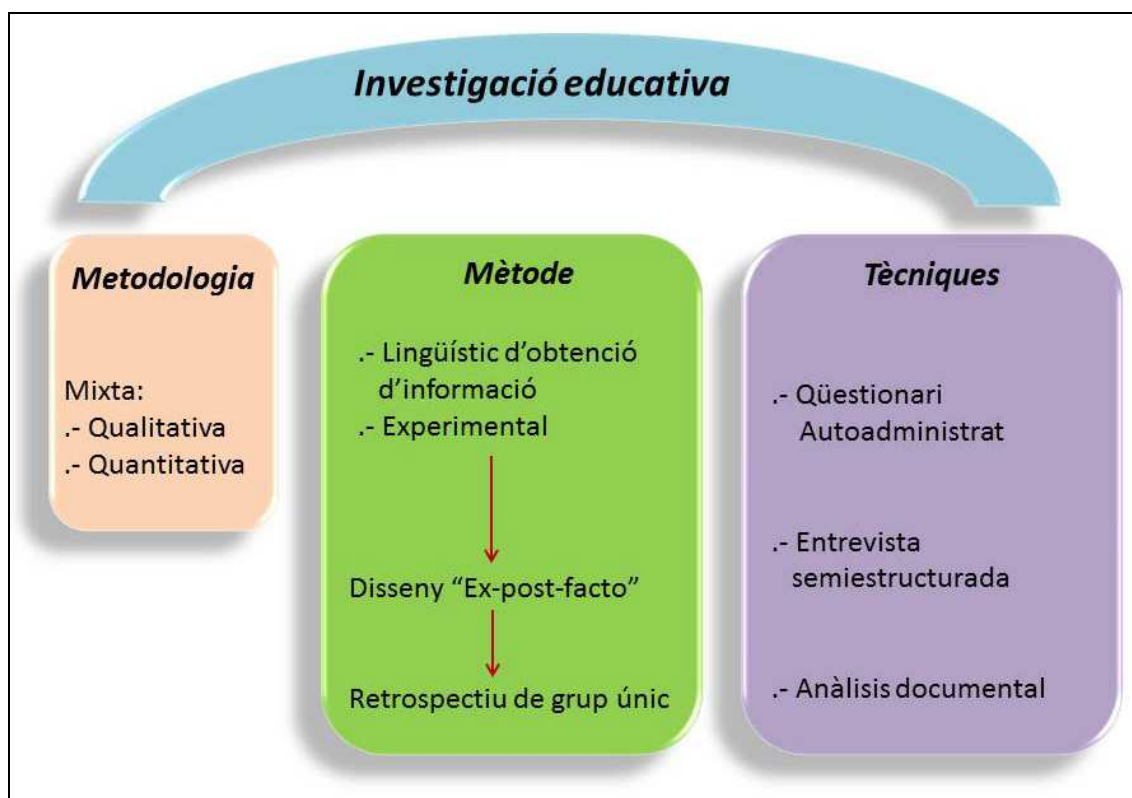 Investigació educativa
Metodologia
Mixta:
.- Qualitativa
.- Quantitativa
Mètode
.- Lingüístic d’obtenció
d’informació
.- Experimental
Disseny “Ex-post-facto”
Retrospectiu de grup únic
Tècniques
.- Qüestionari
Autoadministrat
.- Entrevista
semiestructurada
.- Anàlisis documental